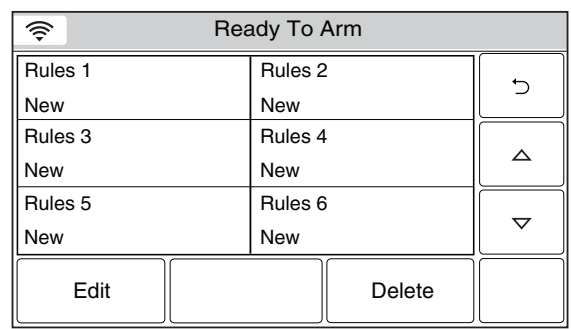 Ready To Arm
Rules 1 Rules 2
New New
Rules 3 Rules 4
New New
Rules 5 Rules 6
New New
Edit Delete